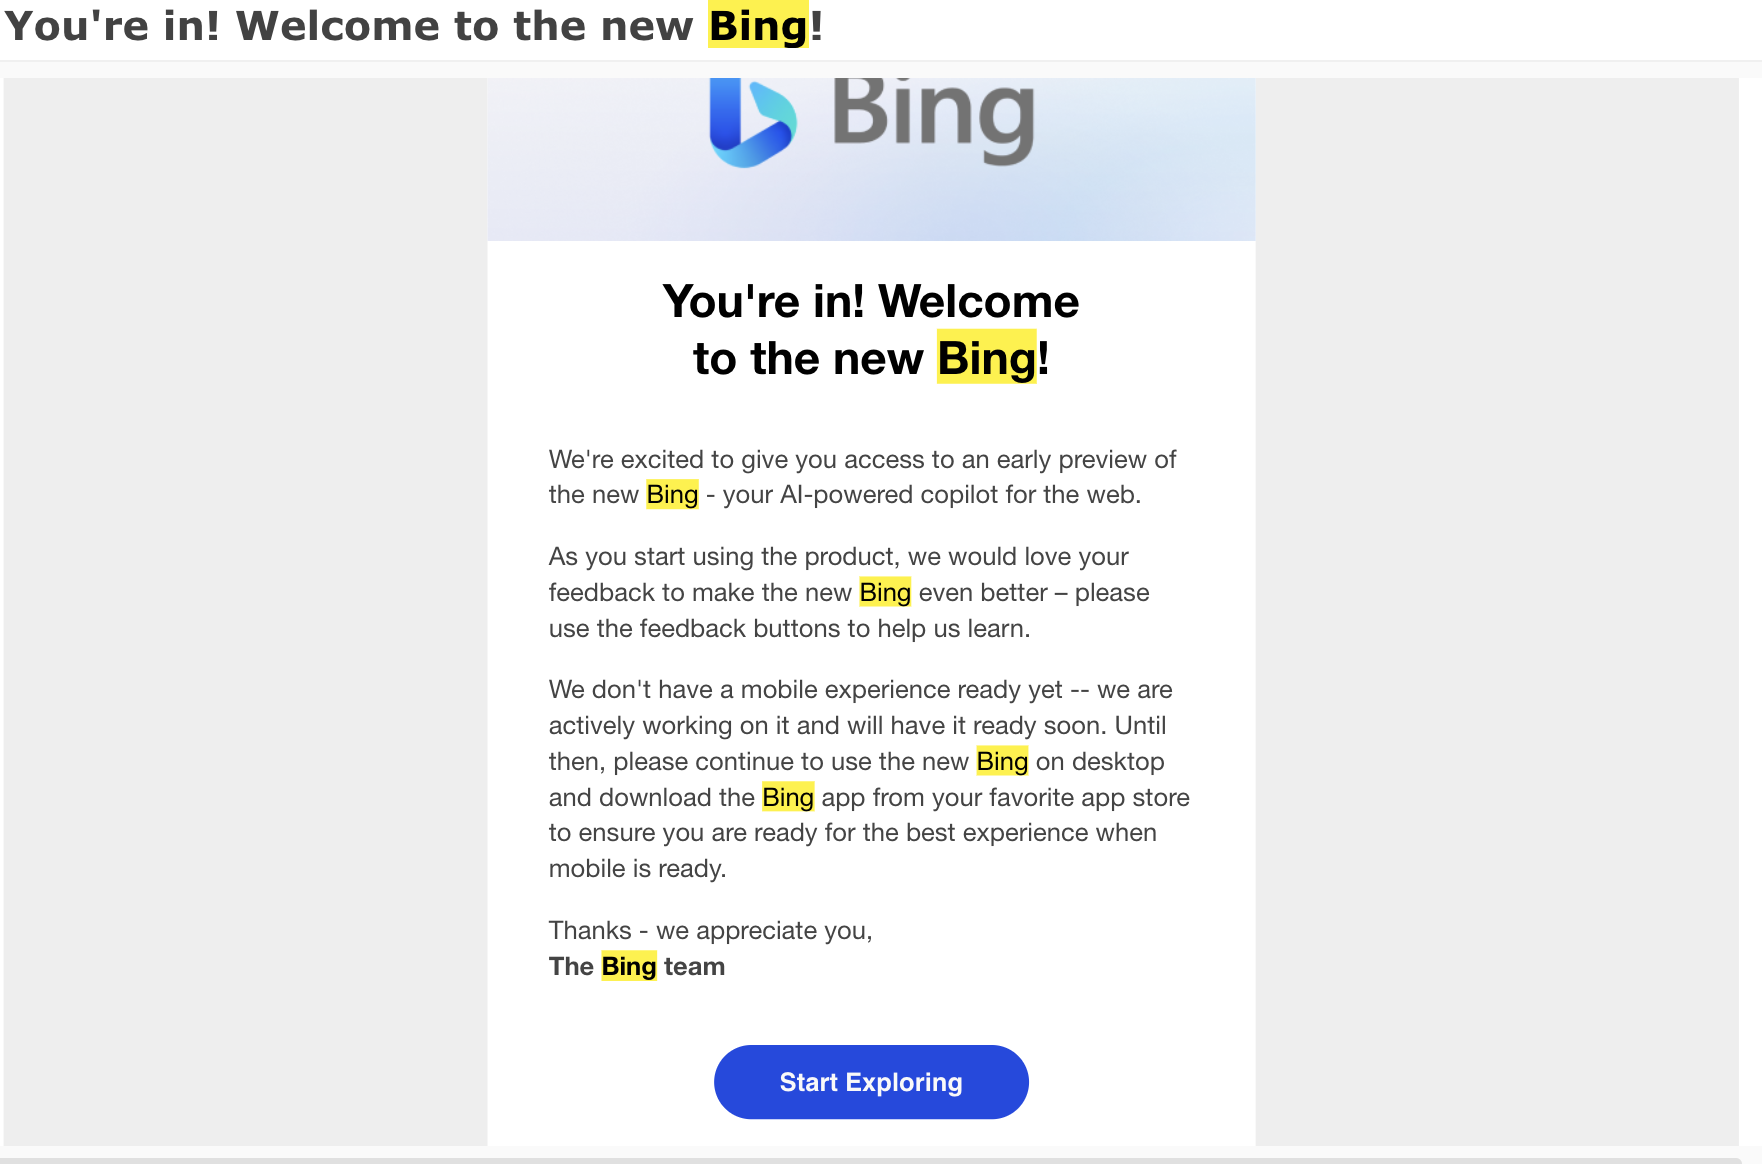 You're in! Welcome to the new Bing!
Bing
You're in! Welcome
to the new Bing!
We're excited to give you access to an early preview of
the new Bing - your AI-powered copilot for the web.
As you start using the product, we would love your
feedback to make the new Bing even better – please
use the feedback buttons to help us learn.
We don't have a mobile experience ready yet -- we are
actively working on it and will have it ready soon. Until
then, please continue to use the new Bing on desktop
and download the Bing app from your favorite app store
to ensure you are ready for the best experience when
mobile is ready.
Thanks - we appreciate you,
The Bing team
Start Exploring